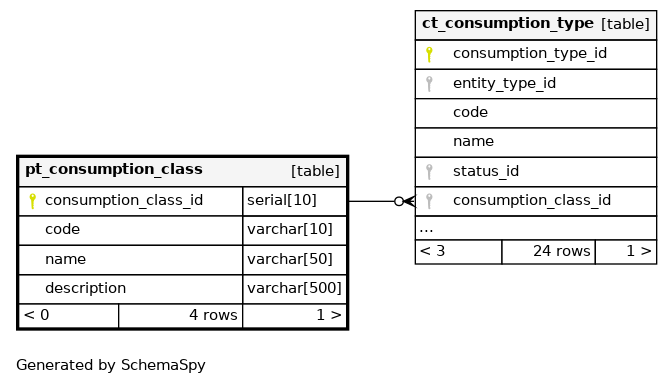 ct_consumption_type [table]
consumption_type_id
entity_type_id
code
name
status_id
consumption_class_id
...
< 3 24 rows 1 >
pt_consumption_class [table]
consumption_class_id serial[10]
code varchar[10]
name varchar[50]
description varchar[500]
< 0 4 rows 1 >
Generated by SchemaSpy